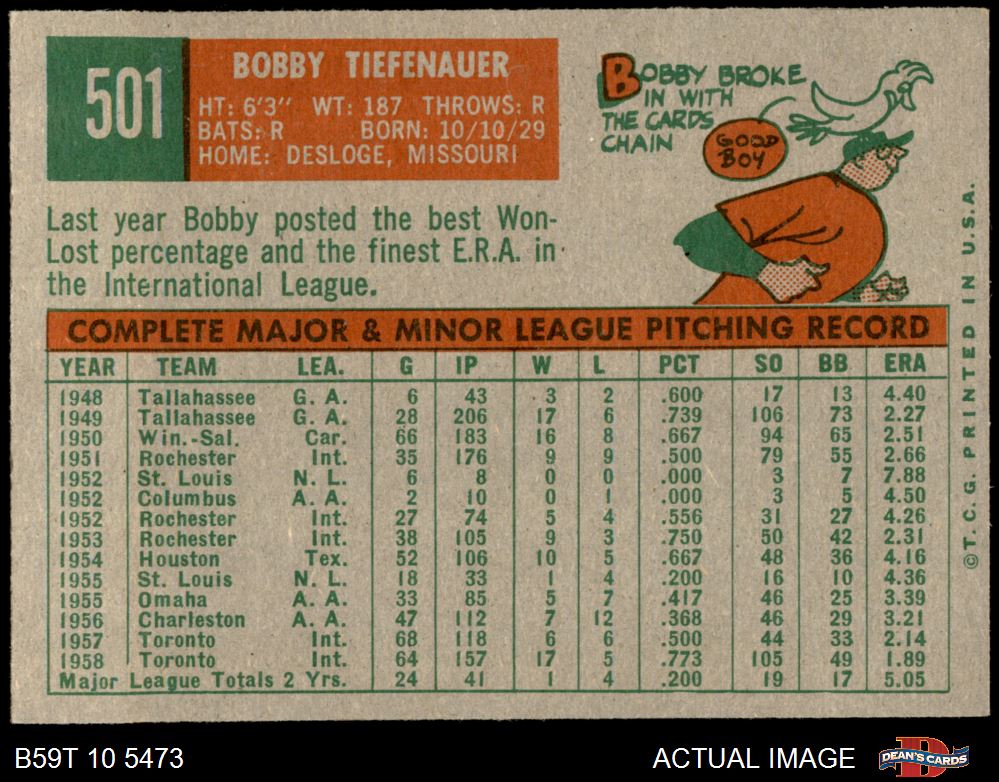 501
BOBBY TIEFENAUER
HT: 6'3" WT: 187 THROWS: R
BATS: R BORN: 10/10/29
HOME: DESLOGE, MISSOURI
BOBBY BROKE
IN WITH
THE CARDS
CHAIN
GOOD
BOY
Last year Bobby posted the best Won-
Lost percentage and the finest E.R.A. in
the International League.
COMPLETE MAJOR & MINOR LEAGUE PITCHING RECORD
YEAR TEAM LEA. G IP W L PCT SO BB ERA
1948 Tallahassee G. A. 6 43 3 2 .600 17 13 4.40
1949 Tallahassee G. A. 28 206 17 6 .739 106 73 2.27
1950 Win.-Sal. Car. 66 183 16 8 .667 94 65 2.51
1951 Rochester Int. 35 176 9 9 .500 79 55 2.66
1952 St. Louis N. L. 6 8 0 0 .000 3 7 7.88
1952 Columbus A. A. 2 10 0 1 .000 3 5 4.50
1952 Rochester Int. 27 74 5 4 .556 31 27 4.26
1953 Rochester Int. 38 105 9 3 .750 50 42 2.31
1954 Houston Tex. 52 106 10 5 .667 48 36 4.16
1955 St. Louis N. L. 18 33 1 4 .200 16 10 4.36
1955 Omaha A. A. 33 85 5 7 .417 46 25 3.39
1956 Charleston A. A. 47 112 7 12 .368 46 29 3.21
1957 Toronto Int. 68 118 6 6 .500 44 33 2.14
1958 Toronto Int. 64 157 17 5 .773 105 49 1.89
Major League Totals 2 Yrs. 24 41 1 4 .200 19 17 5.05
© T. C. G. PRINTED IN U.S.A.
B59T 10 5473
ACTUAL IMAGE
DEAN'S CARDS